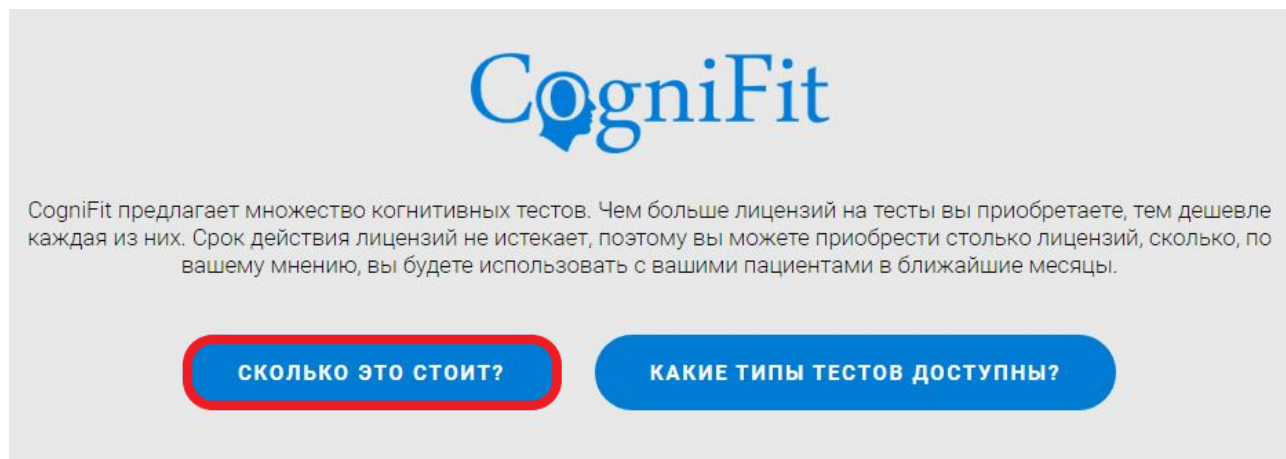 CogniFit
CogniFit предлагает множество когнитивных тестов. Чем больше лицензий на тесты вы приобретаете, тем дешевле
каждая из них. Срок действия лицензий не истекает, поэтому вы можете приобрести столько лицензий, сколько, по
вашему мнению, вы будете использовать с вашими пациентами в ближайшие месяцы.
СКОЛЬКО ЭТО СТОИТ?
КАКИЕ ТИПЫ ТЕСТОВ ДОСТУПНЫ?